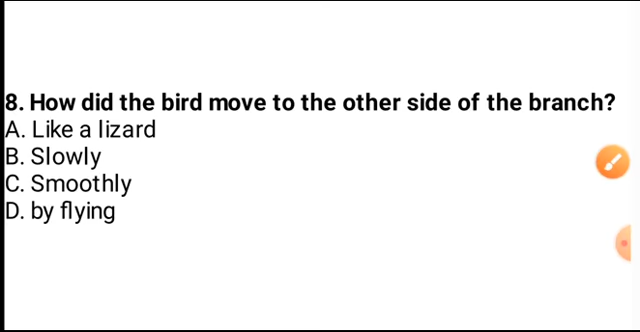 8. How did the bird move to the other side of the branch?
A. Like a lizard
B. Slowly
C. Smoothly
D. by flying